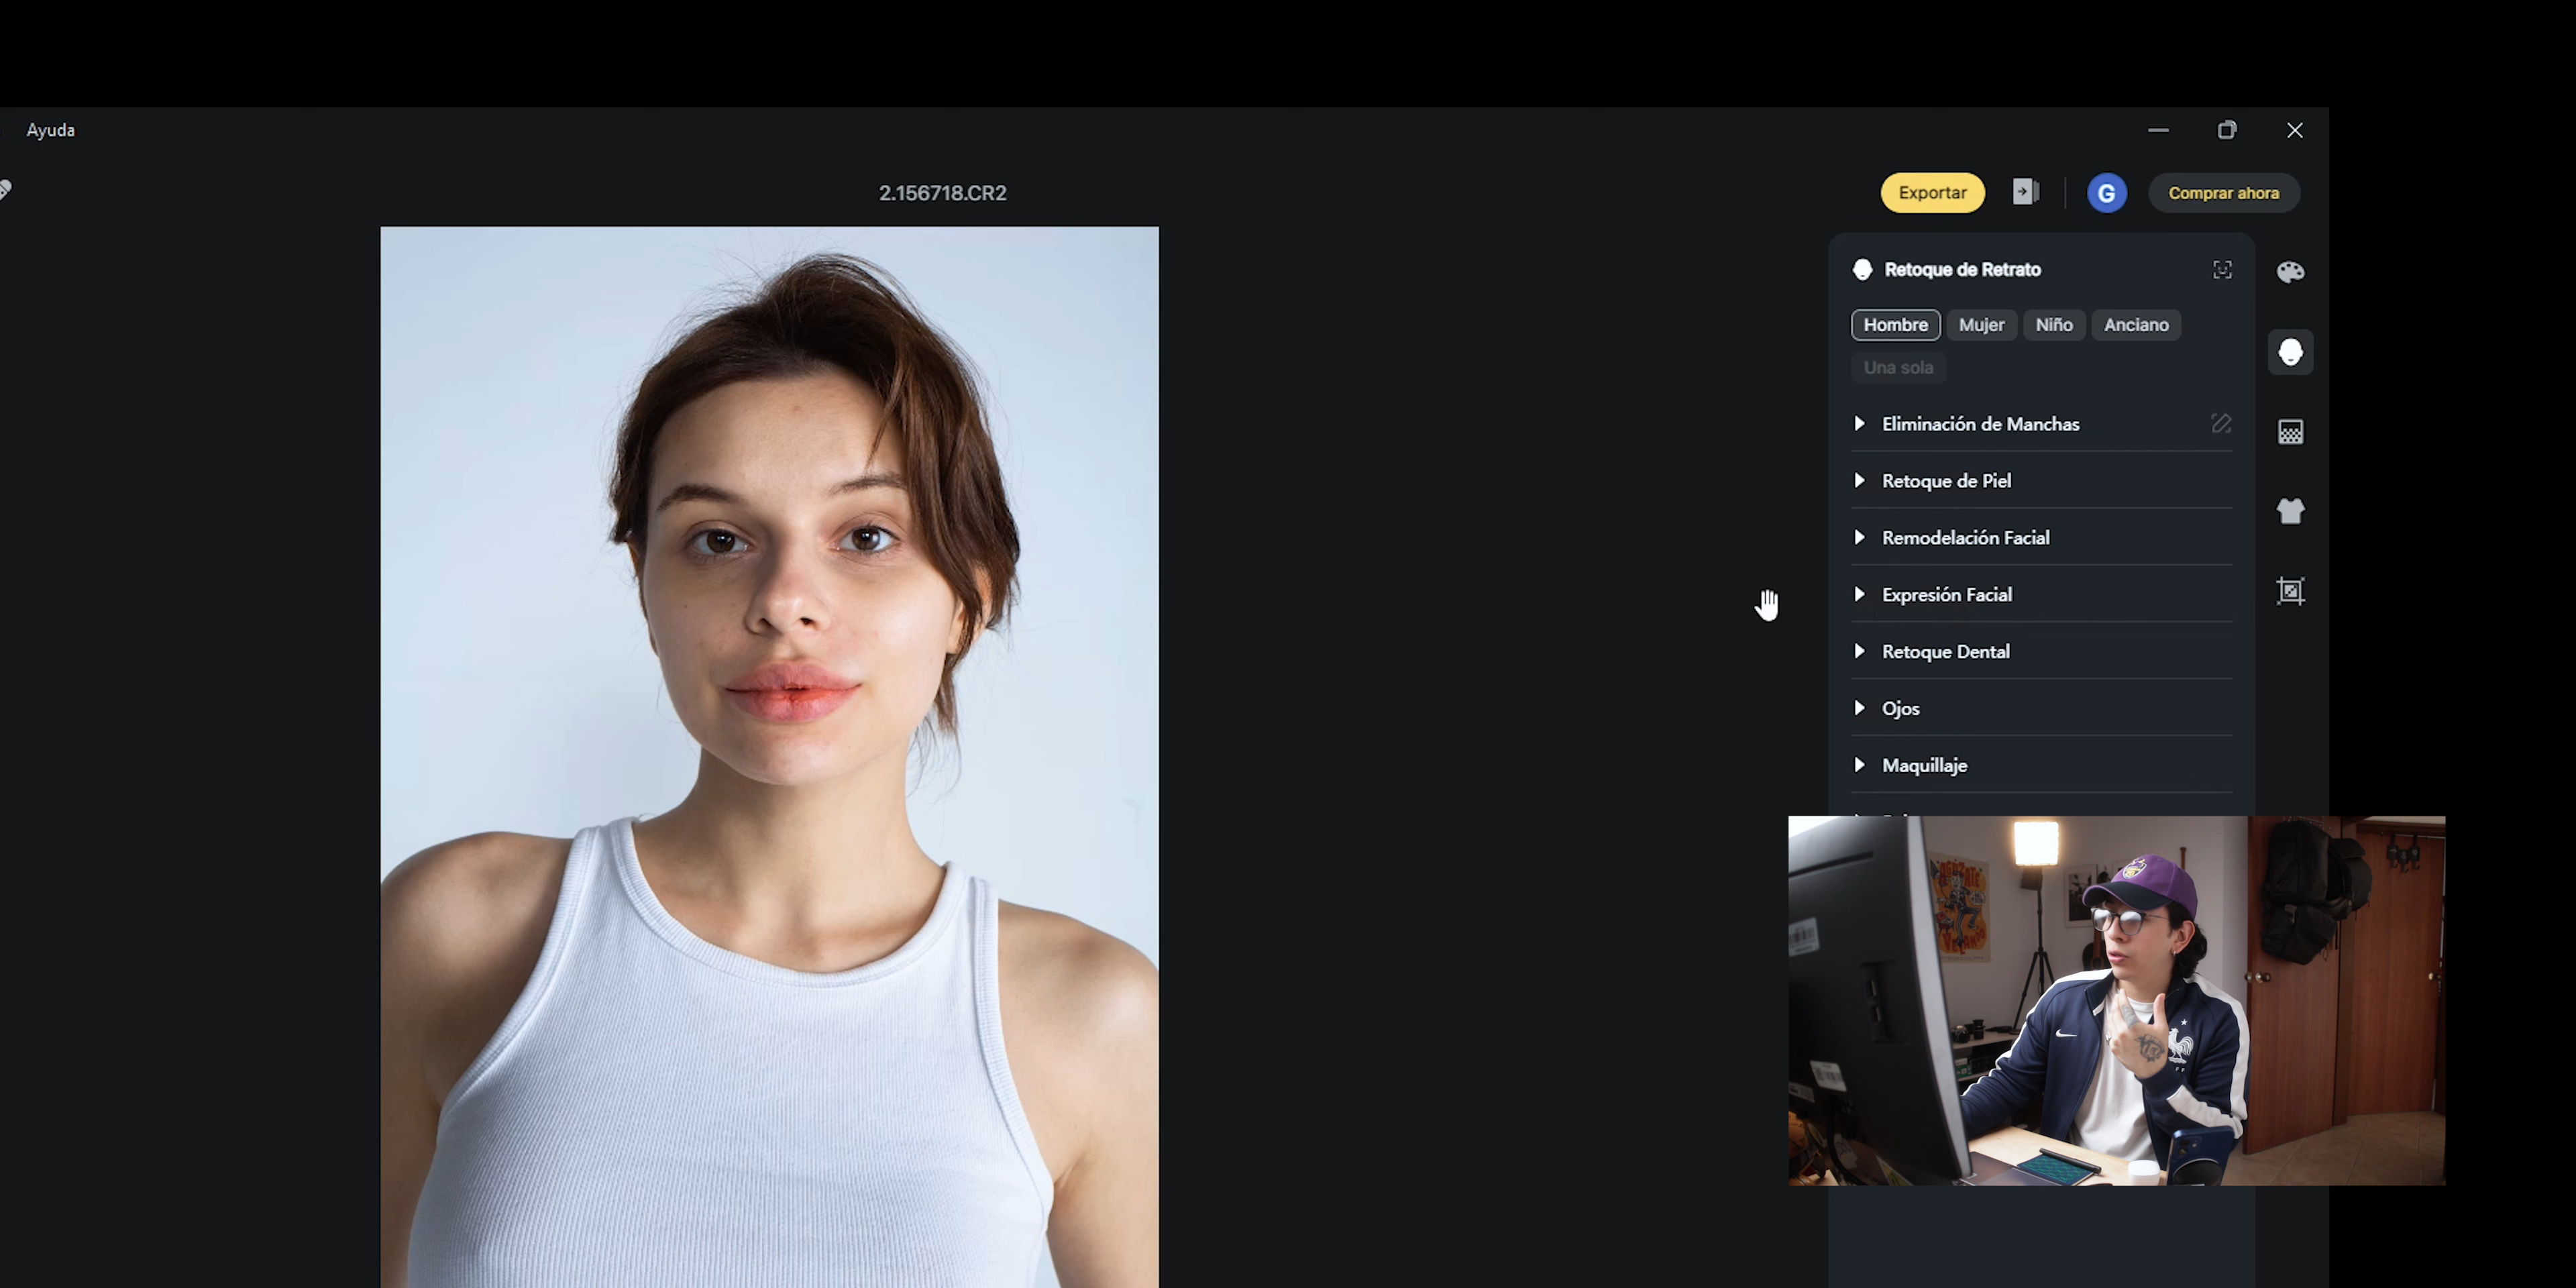 Ayuda
2.156718.CR2
Exportar
G
Comprar ahora
Retoque de Retrato
Hombre Mujer Niño Anciano
Una sola
Eliminación de Manchas
Retoque de Piel
Remodelación Facial
Expresión Facial
Retoque Dental
Ojos
Maquillaje